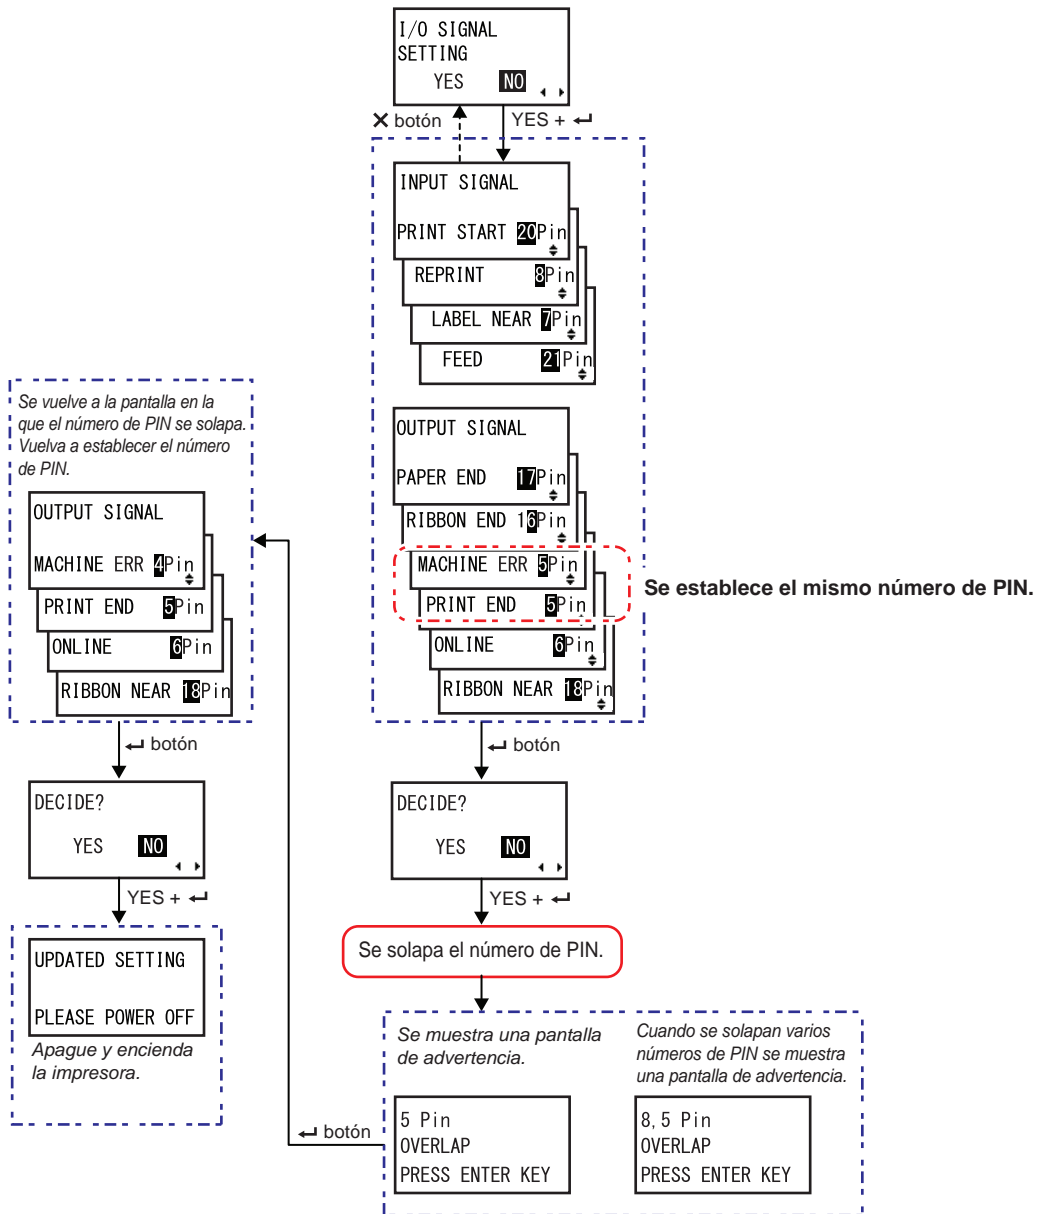 I/O SIGNAL
SETTING
YES NO
✕ botón
YES + ↵
INPUT SIGNAL
PRINT START 20Pin
REPRINT 8Pin
LABEL NEAR 7Pin
FEED 21Pin
OUTPUT SIGNAL
PAPER END 17Pin
RIBBON END 16Pin
MACHINE ERR 5Pin
PRINT END 5Pin
ONLINE 6Pin
RIBBON NEAR 18Pin
Se establece el mismo número de PIN.
↵ botón
DECIDE?
YES NO
YES + ↵
Se solapa el número de PIN.
Se muestra una pantalla
de advertencia.
5 Pin
OVERLAP
PRESS ENTER KEY
Cuando se solapan varios
números de PIN se muestra
una pantalla de advertencia.
8,5 Pin
OVERLAP
PRESS ENTER KEY
↵ botón
Se vuelve a la pantalla en la
que el número de PIN se solapa.
Vuelva a establecer el número
de PIN.
OUTPUT SIGNAL
MACHINE ERR 4Pin
PRINT END 5Pin
ONLINE 6Pin
RIBBON NEAR 18Pin
↵ botón
DECIDE?
YES NO
YES + ↵
UPDATED SETTING
PLEASE POWER OFF
Apague y encienda
la impresora.